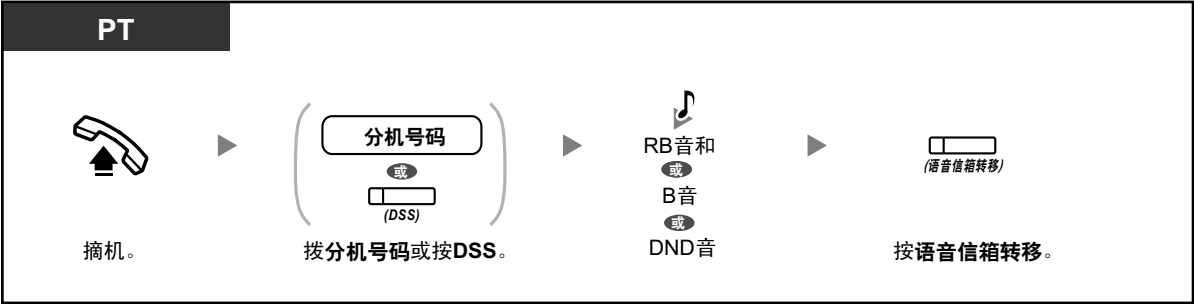 PT
分机号码
或
(DSS)
RB音和
或
B音
或
DND音
(语音信箱转移)
摘机。
拨分机号码或按DSS。
按语音信箱转移。